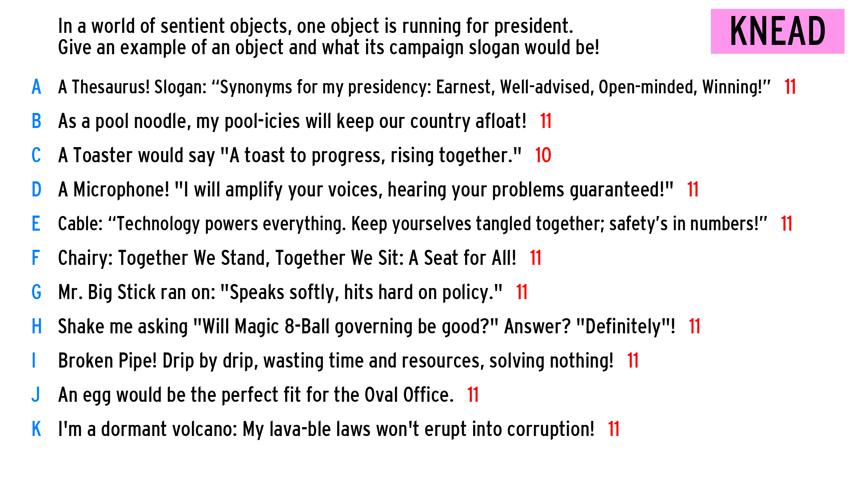 In a world of sentient objects, one object is running for president.
Give an example of an object and what its campaign slogan would be!
KNEAD
A A Thesaurus! Slogan: “Synonyms for my presidency: Earnest, Well-advised, Open-minded, Winning!” 11
B As a pool noodle, my pool-icies will keep our country afloat! 11
C A Toaster would say "A toast to progress, rising together." 10
D A Microphone! "I will amplify your voices, hearing your problems guaranteed!" 11
E Cable: “Technology powers everything. Keep yourselves tangled together; safety’s in numbers!” 11
F Chairy: Together We Stand, Together We Sit: A Seat for All! 11
G Mr. Big Stick ran on: "Speaks softly, hits hard on policy." 11
H Shake me asking "Will Magic 8-Ball governing be good?" Answer? "Definitely"! 11
I Broken Pipe! Drip by drip, wasting time and resources, solving nothing! 11
J An egg would be the perfect fit for the Oval Office. 11
K I'm a dormant volcano: My lava-ble laws won't erupt into corruption! 11